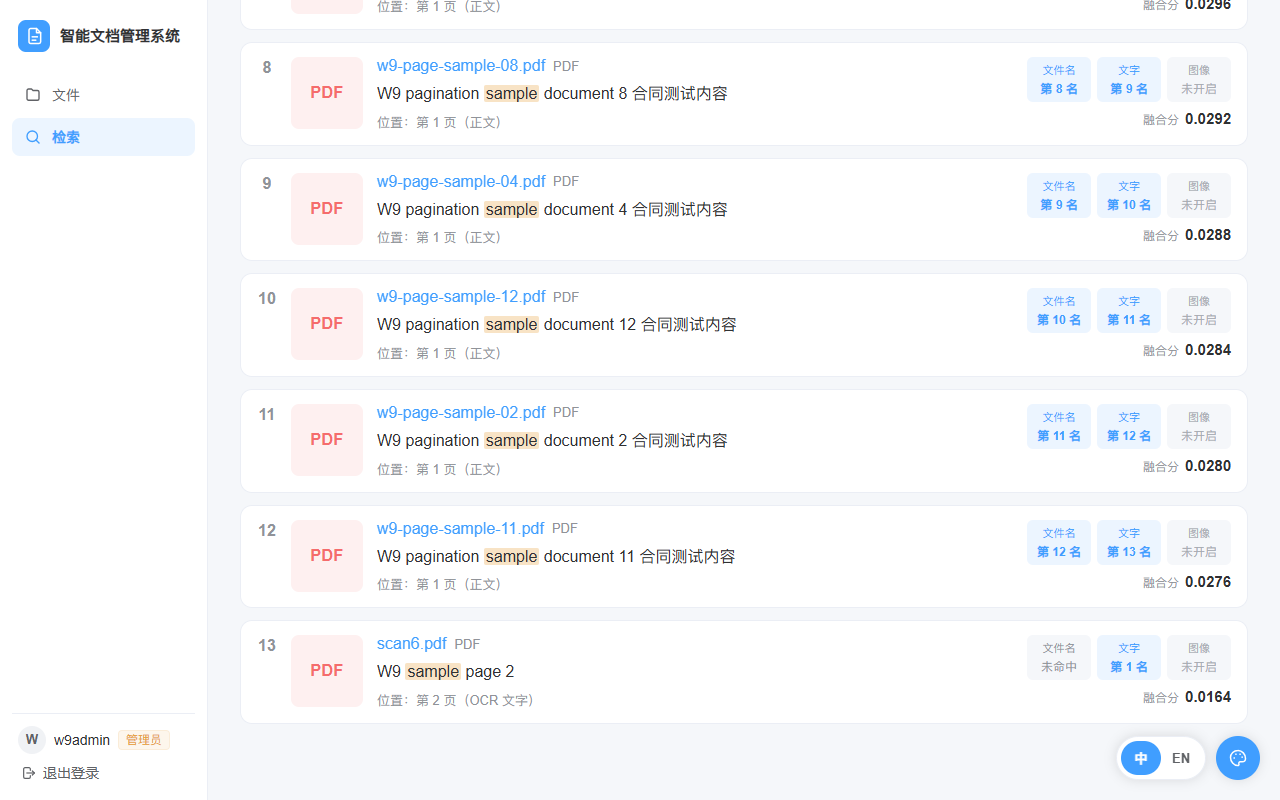 智能文档管理系统
文件
检索
位置：第 1 页（正文）
融合分 0.0296
8
PDF
w9-page-sample-08.pdf PDF
W9 pagination sample document 8 合同测试内容
位置：第 1 页（正文）
文件名 第 8 名
文字 第 9 名
图像 未开启
融合分 0.0292
9
PDF
w9-page-sample-04.pdf PDF
W9 pagination sample document 4 合同测试内容
位置：第 1 页（正文）
文件名 第 9 名
文字 第 10 名
图像 未开启
融合分 0.0288
10
PDF
w9-page-sample-12.pdf PDF
W9 pagination sample document 12 合同测试内容
位置：第 1 页（正文）
文件名 第 10 名
文字 第 11 名
图像 未开启
融合分 0.0284
11
PDF
w9-page-sample-02.pdf PDF
W9 pagination sample document 2 合同测试内容
位置：第 1 页（正文）
文件名 第 11 名
文字 第 12 名
图像 未开启
融合分 0.0280
12
PDF
w9-page-sample-11.pdf PDF
W9 pagination sample document 11 合同测试内容
位置：第 1 页（正文）
文件名 第 12 名
文字 第 13 名
图像 未开启
融合分 0.0276
13
PDF
scan6.pdf PDF
W9 sample page 2
位置：第 2 页（OCR 文字）
文件名 未命中
文字 第 1 名
图像 未开启
融合分 0.0164
W w9admin 管理员
退出登录
中 EN